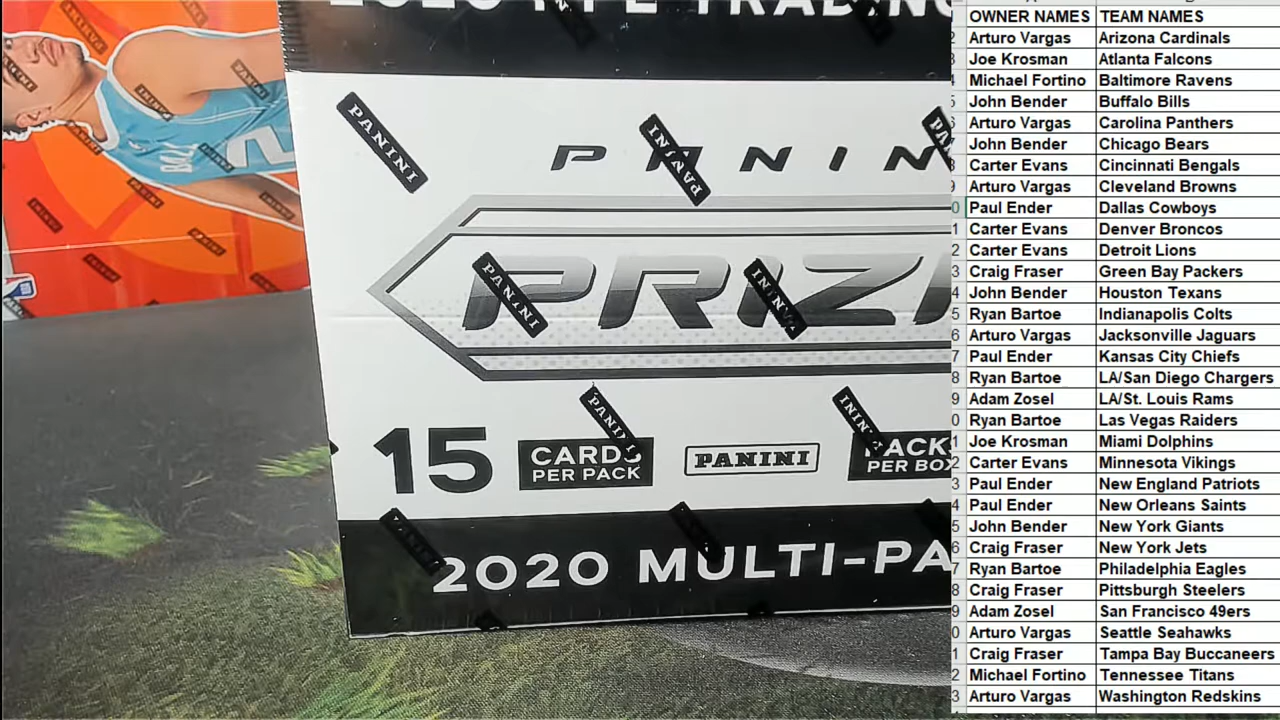 2020 NFL TRADING
PANINI
PRIZ
15 CARDS PER PACK
PANINI
PACKS
PER BOX
2020 MULTI-PA
OWNER NAMES TEAM NAMES
Arturo Vargas Arizona Cardinals
Joe Krosman Atlanta Falcons
Michael Fortino Baltimore Ravens
John Bender Buffalo Bills
Arturo Vargas Carolina Panthers
John Bender Chicago Bears
Carter Evans Cincinnati Bengals
Arturo Vargas Cleveland Browns
Paul Ender Dallas Cowboys
Carter Evans Denver Broncos
Carter Evans Detroit Lions
Craig Fraser Green Bay Packers
John Bender Houston Texans
Ryan Bartoe Indianapolis Colts
Arturo Vargas Jacksonville Jaguars
Paul Ender Kansas City Chiefs
Ryan Bartoe LA/San Diego Chargers
Adam Zosel LA/St. Louis Rams
Ryan Bartoe Las Vegas Raiders
Joe Krosman Miami Dolphins
Carter Evans Minnesota Vikings
Paul Ender New England Patriots
Paul Ender New Orleans Saints
John Bender New York Giants
Craig Fraser New York Jets
Ryan Bartoe Philadelphia Eagles
Craig Fraser Pittsburgh Steelers
Adam Zosel San Francisco 49ers
Arturo Vargas Seattle Seahawks
Craig Fraser Tampa Bay Buccaneers
Michael Fortino Tennessee Titans
Arturo Vargas Washington Redskins